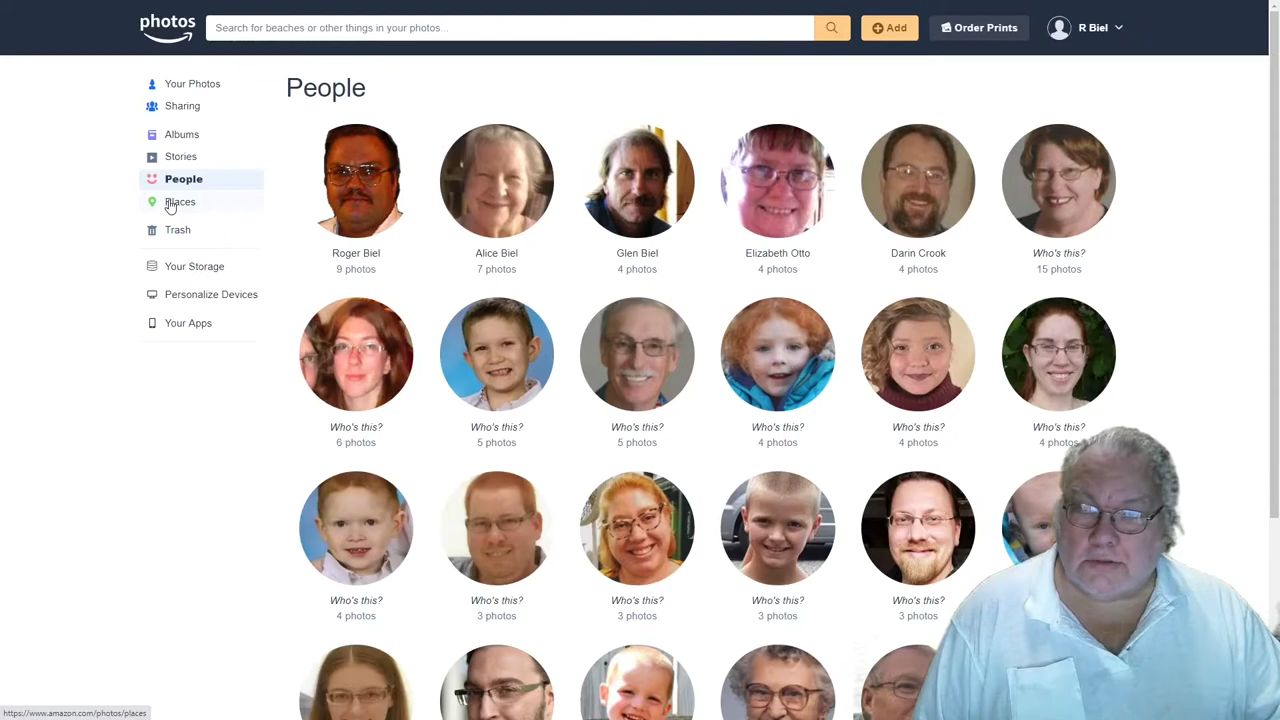 photos
Search for beaches or other things in your photos...
Add
Order Prints
R Biel
Your Photos
Sharing
Albums
Stories
People
Places
Trash
Your Storage
Personalize Devices
Your Apps
People
Roger Biel
9 photos
Alice Biel
7 photos
Glen Biel
4 photos
Elizabeth Otto
4 photos
Darin Crook
4 photos
Who's this?
15 photos
Who's this?
6 photos
Who's this?
5 photos
Who's this?
5 photos
Who's this?
4 photos
Who's this?
4 photos
Who's this?
4 photos
Who's this?
4 photos
Who's this?
3 photos
Who's this?
3 photos
Who's this?
3 photos
Who's this?
3 photos
https://www.amazon.com/photos/places